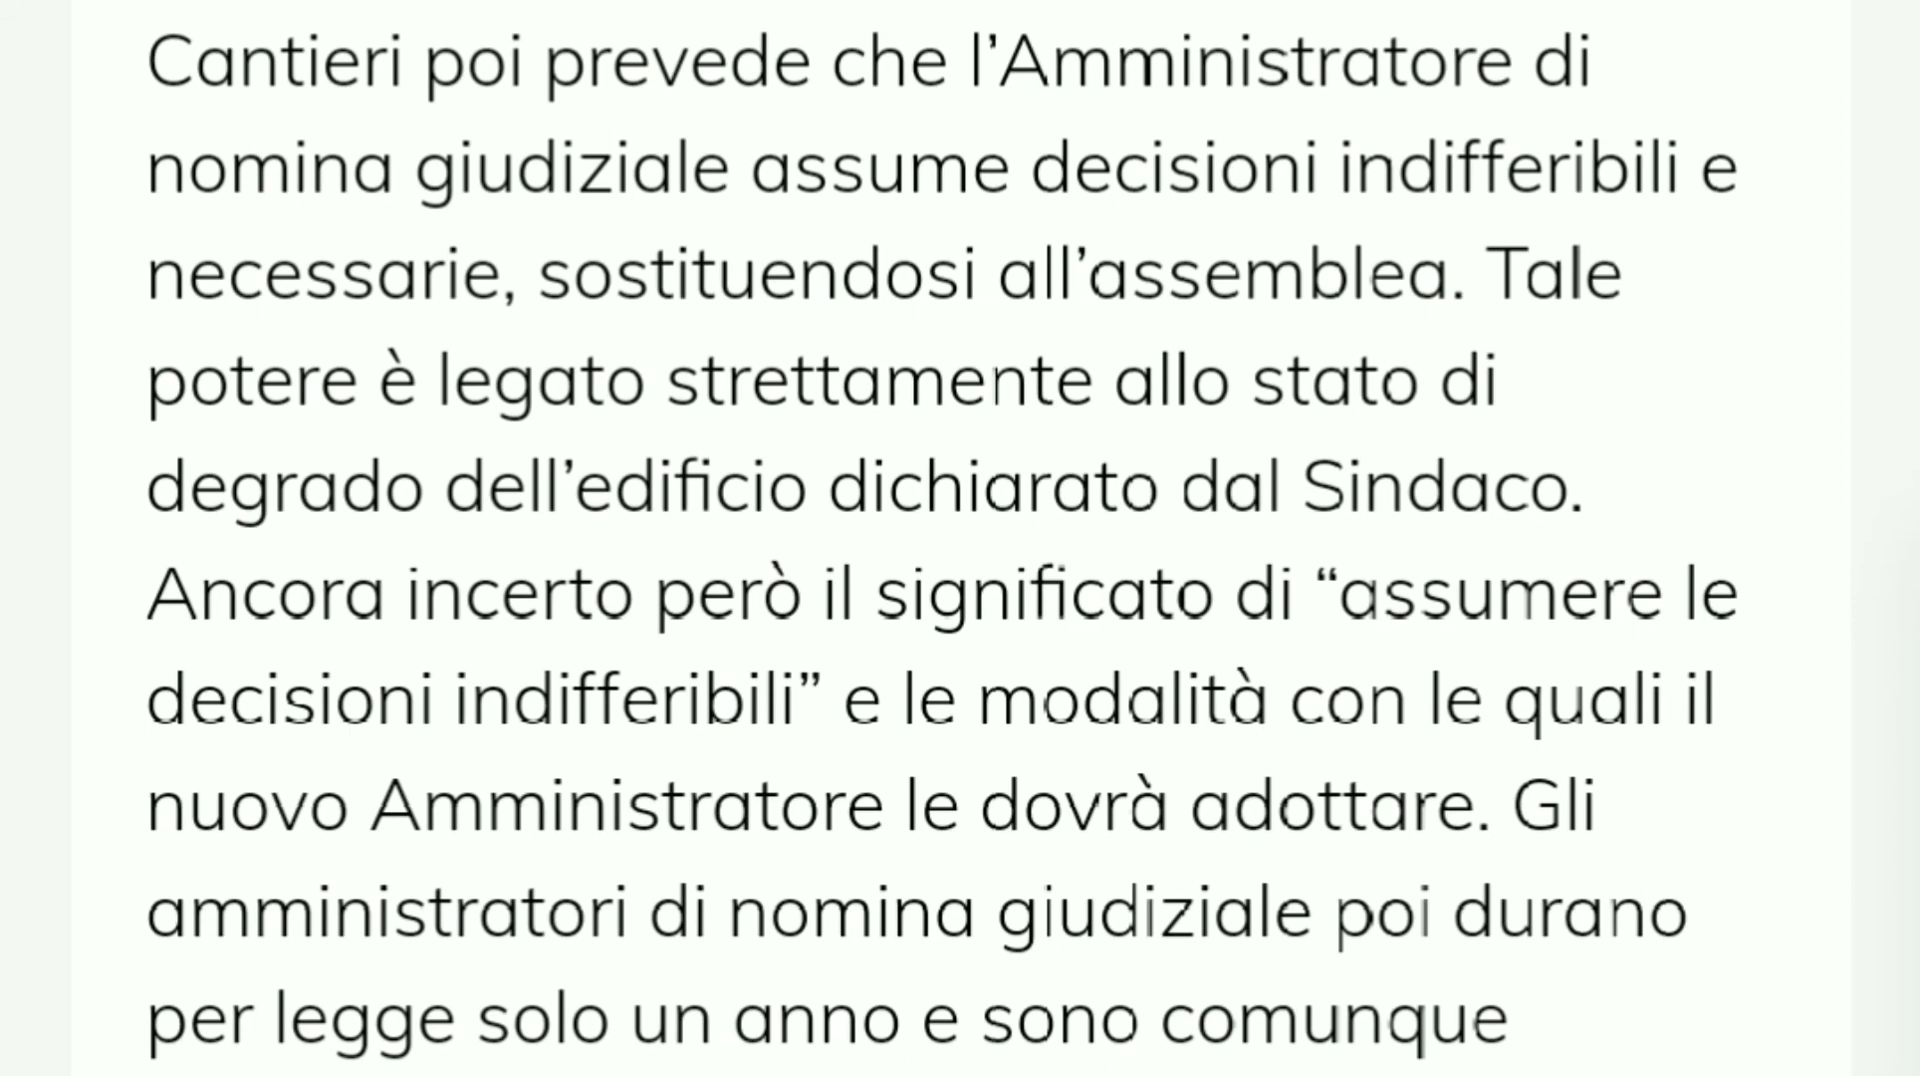 Cantieri poi prevede che l’Amministratore di
nomina giudiziale assume decisioni indifferibili e
necessarie, sostituendosi all’assemblea. Tale
potere è legato strettamente allo stato di
degrado dell’edificio dichiarato dal Sindaco.
Ancora incerto però il significato di “assumere le
decisioni indifferibili” e le modalità con le quali il
nuovo Amministratore le dovrà adottare. Gli
amministratori di nomina giudiziale poi durano
per legge solo un anno e sono comunque